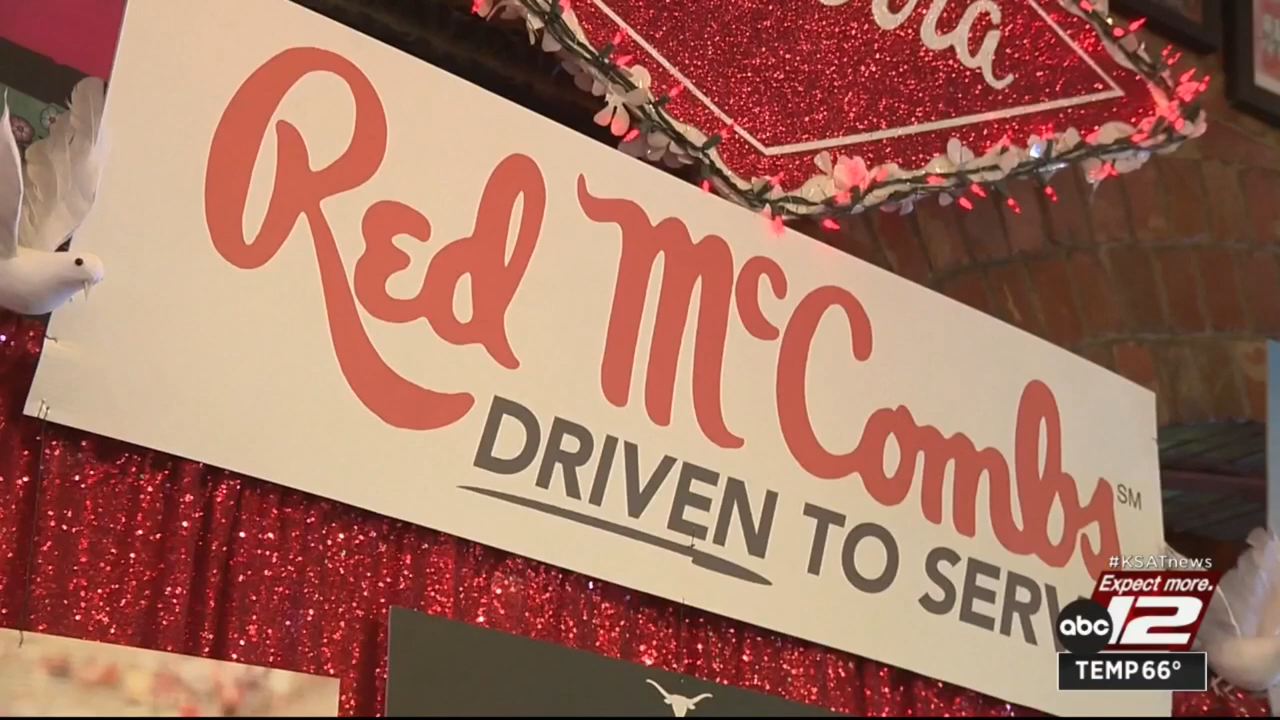 Red McCombs SM
DRIVEN TO SERV
#KSATnews
Expect more.
abc 12
TEMP 66°